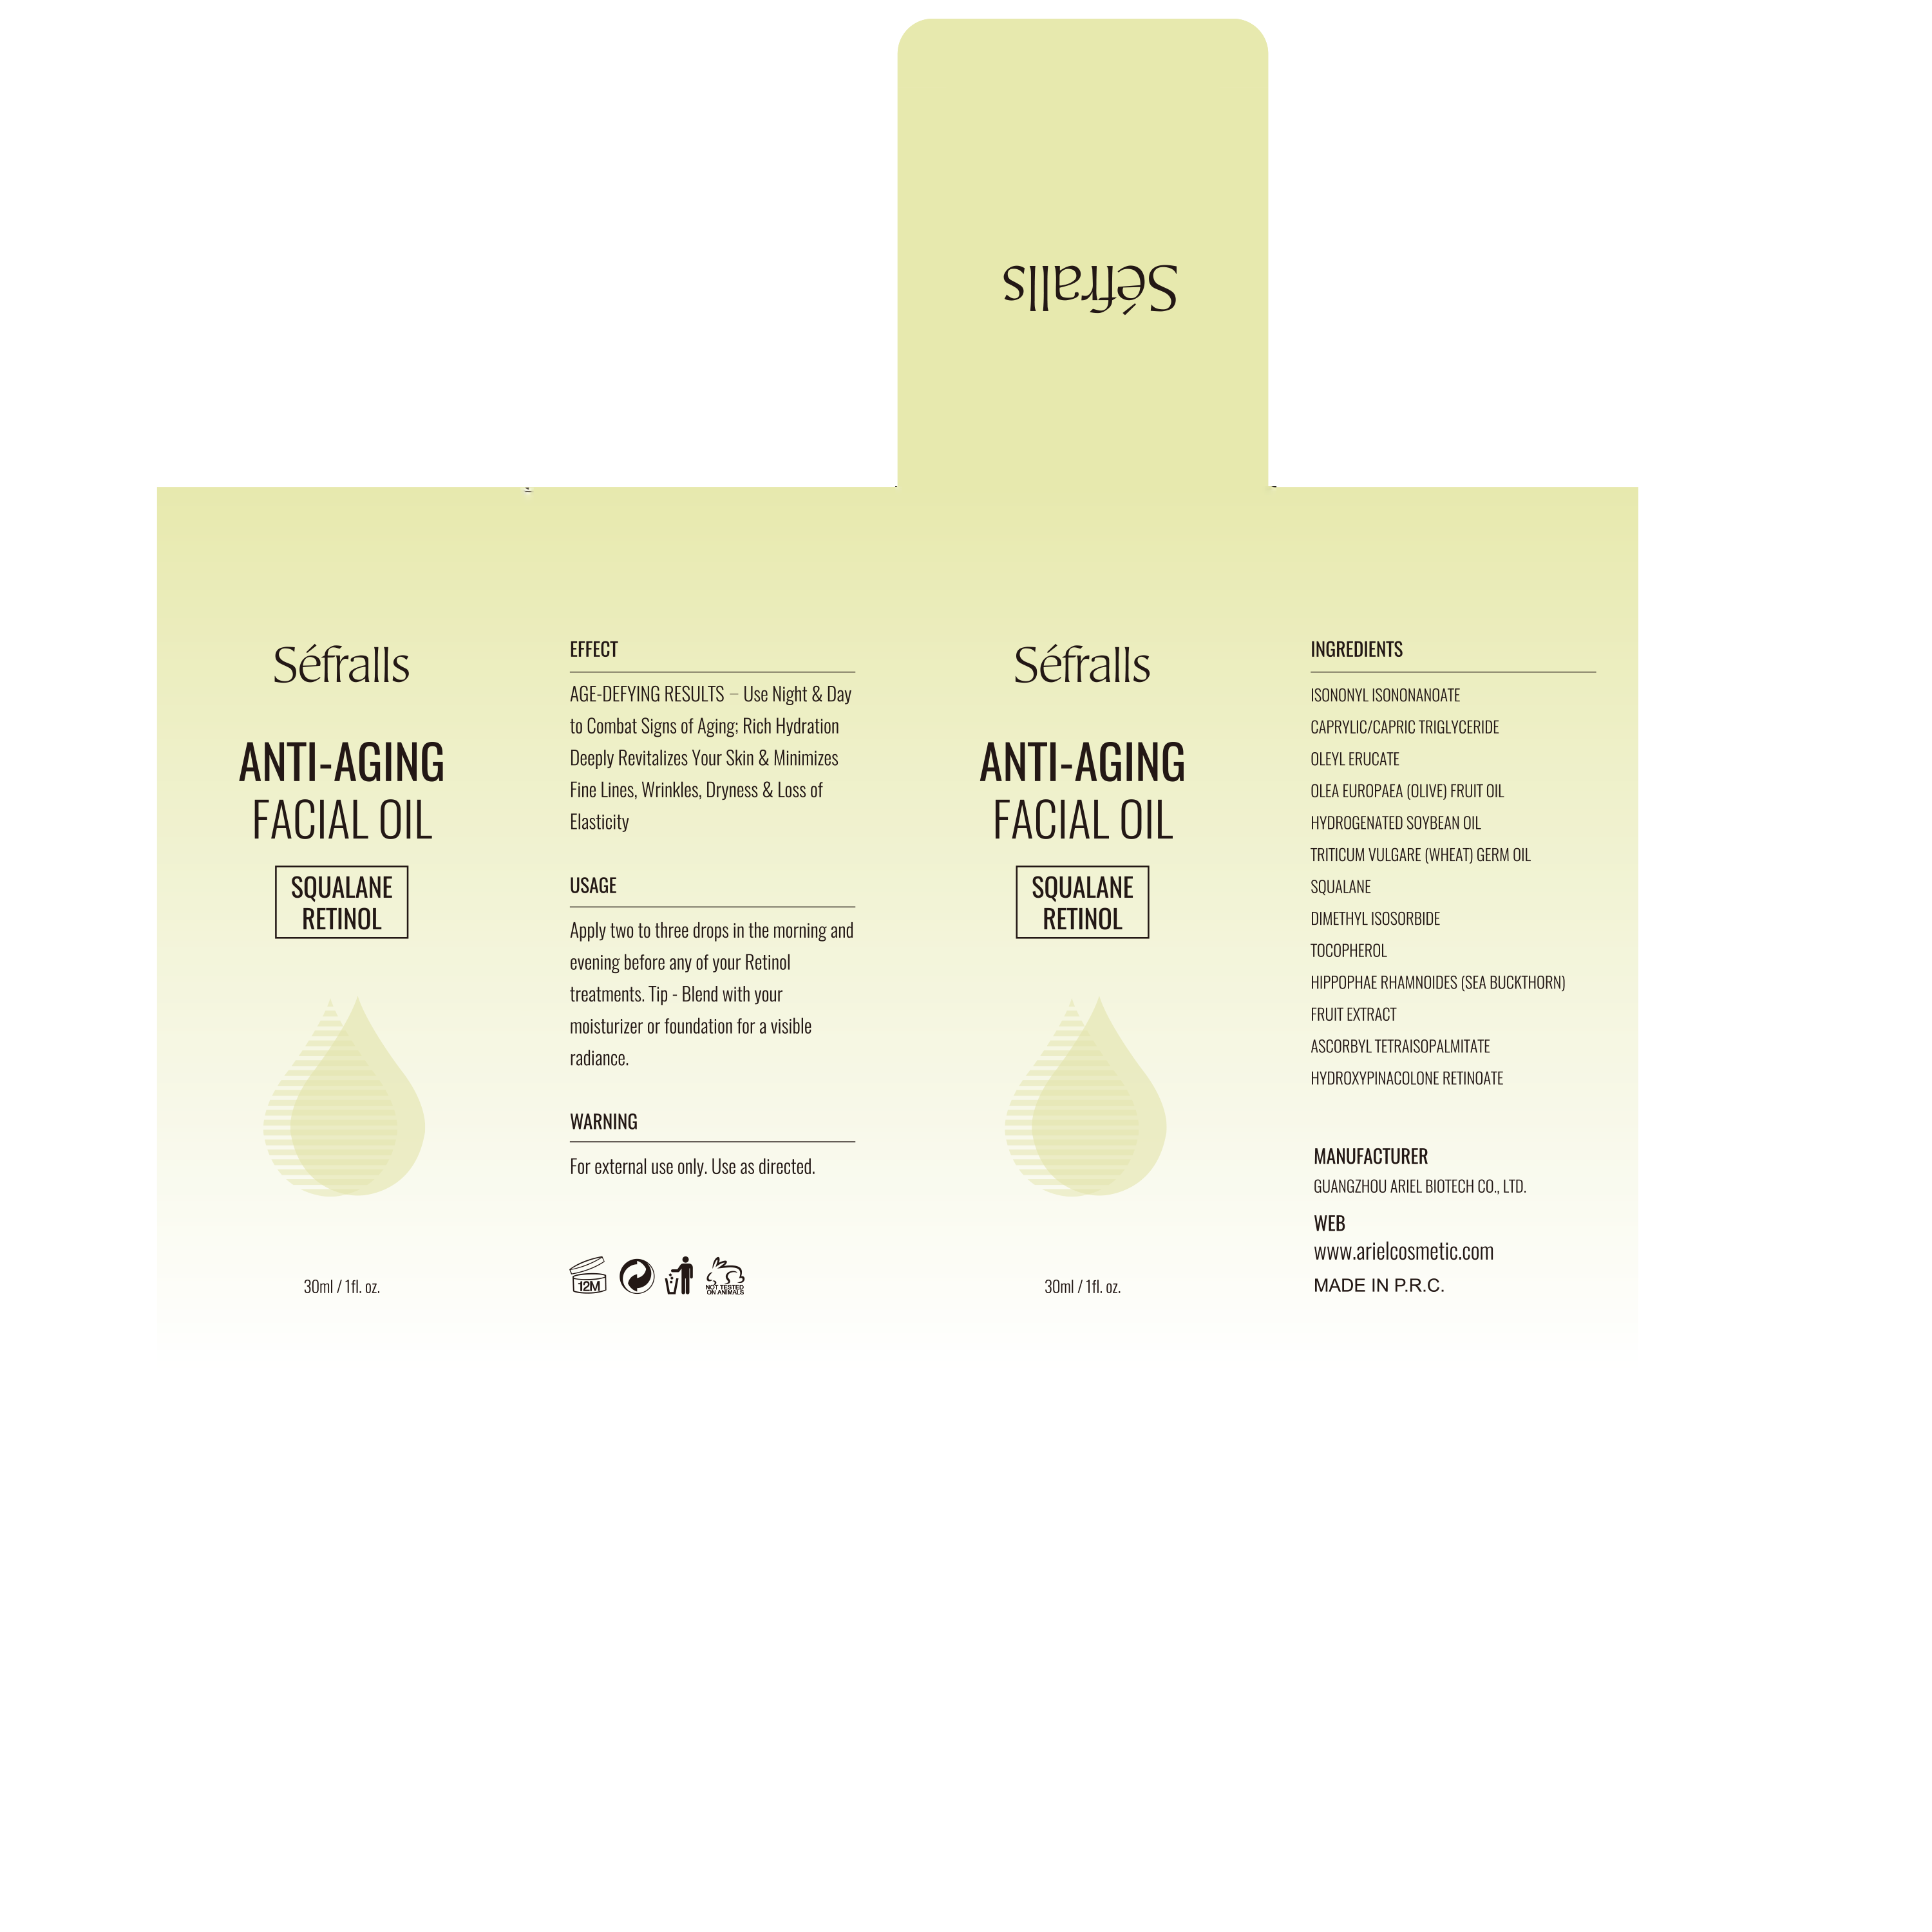 Séfralls
Séfralls
ANTI-AGING
FACIAL OIL
SQUALANE
RETINOL
30ml / 1fl. oz.
EFFECT
AGE-DEFYING RESULTS – Use Night & Day
to Combat Signs of Aging; Rich Hydration
Deeply Revitalizes Your Skin & Minimizes
Fine Lines, Wrinkles, Dryness & Loss of
Elasticity
USAGE
Apply two to three drops in the morning and
evening before any of your Retinol
treatments. Tip - Blend with your
moisturizer or foundation for a visible
radiance.
WARNING
For external use only. Use as directed.
12M
NOT TESTED
ON ANIMALS
Séfralls
ANTI-AGING
FACIAL OIL
SQUALANE
RETINOL
30ml / 1fl. oz.
INGREDIENTS
ISONONYL ISONONANOATE
CAPRYLIC/CAPRIC TRIGLYCERIDE
OLEYL ERUCATE
OLEA EUROPAEA (OLIVE) FRUIT OIL
HYDROGENATED SOYBEAN OIL
TRITICUM VULGARE (WHEAT) GERM OIL
SQUALANE
DIMETHYL ISOSORBIDE
TOCOPHEROL
HIPPOPHAE RHAMNOIDES (SEA BUCKTHORN)
FRUIT EXTRACT
ASCORBYL TETRAISOPALMITATE
HYDROXYPINACOLONE RETINOATE
MANUFACTURER
GUANGZHOU ARIEL BIOTECH CO., LTD.
WEB
www.arielcosmetic.com
MADE IN P.R.C.